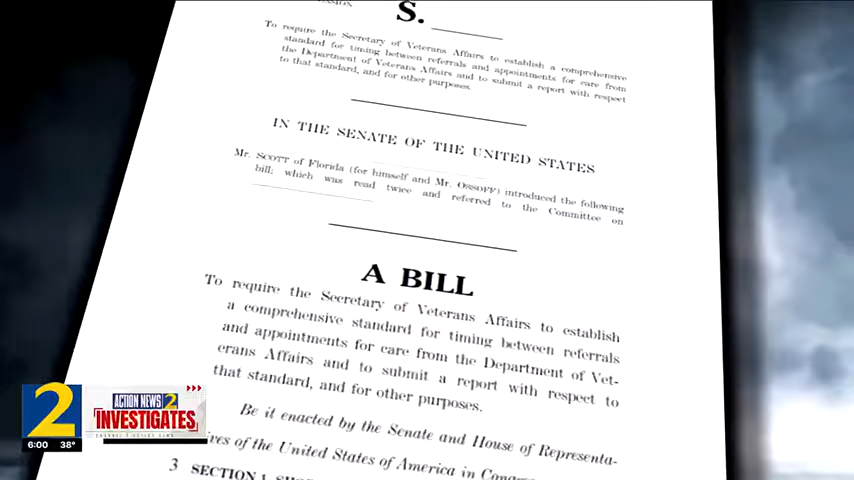 S.
To require the Secretary of Veterans Affairs to establish a comprehensive
standard for timing between referrals and appointments for care from
the Department of Veterans Affairs and to submit a report with respect
to that standard, and for other purposes.
IN THE SENATE OF THE UNITED STATES
Mr. SCOTT of Florida (for himself and Mr. OSSOFF) introduced the following
bill; which was read twice and referred to the Committee on
A BILL
To require the Secretary of Veterans Affairs to establish
a comprehensive standard for timing between referrals
and appointments for care from the Department of Vet-
erans Affairs and to submit a report with respect to
that standard, and for other purposes.
Be it enacted by the Senate and House of Representa-
ives of the United States of America in
3 SECTION 1.
2
6:00 38°
ACTION NEWS 2
INVESTIGATES